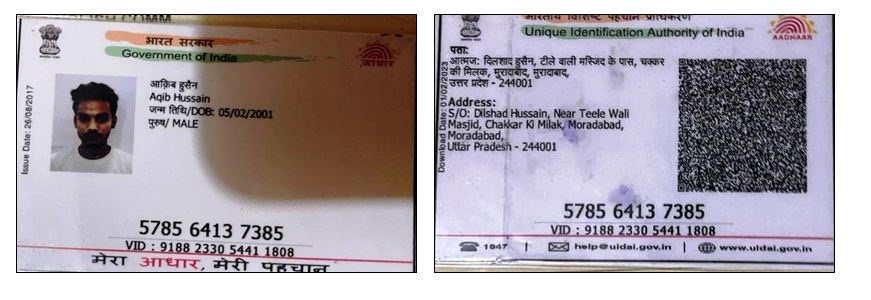 भारत सरकार
Government of India
आधार
Issue Date: 26/08/2017
आक़िब हुसैन
Aqib Hussain
जन्म तिथि/DOB: 05/02/2001
पुरुष/ MALE
5785 6413 7385
VID : 9188 2330 5441 1808
मेरा आधार, मेरी पहचान
भारतीय विशिष्ट पहचान प्राधिकरण
Unique Identification Authority of India
AADHAAR
Download Date: 01/02/2023
पता:
आत्मज: दिलशाद हुसैन, टीले वाली मस्जिद के पास, चक्कर
की मिलक, मुरादाबाद, मुरादाबाद,
उत्तर प्रदेश - 244001
Address:
S/O: Dilshad Hussain, Near Teele Wali
Masjid, Chakkar Ki Milak, Moradabad,
Moradabad,
Uttar Pradesh - 244001
5785 6413 7385
VID : 9188 2330 5441 1808
1947 | help@uidai.gov.in | www.uidai.gov.in